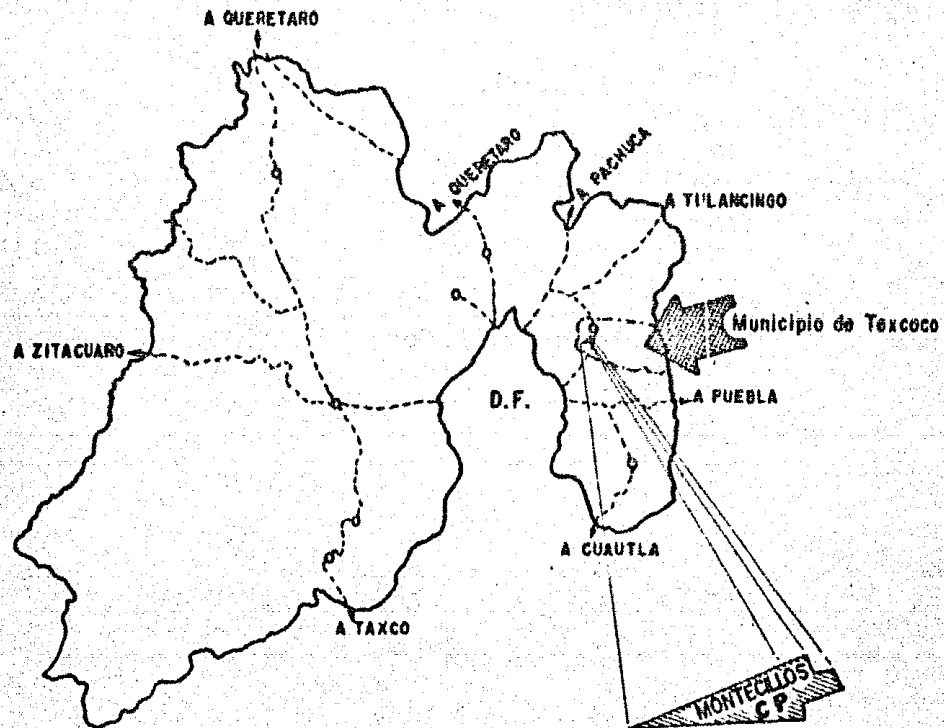 A QUERETARO
A QUERETARO
A PACHUCA
A TULANCINGO
Municipio de Texcoco
A ZITACUARO
D.F.
A PUEBLA
A CUAUTLA
A TAXCO
MONTECILLOS
C P